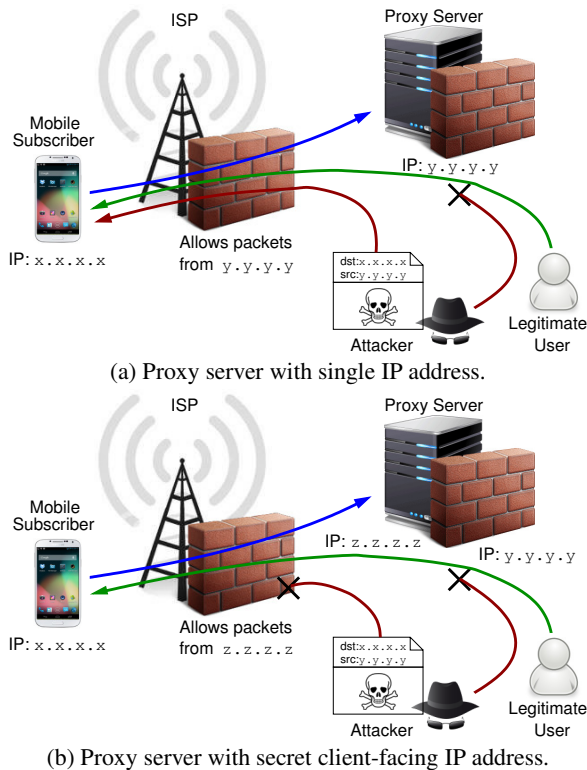 ISP
Proxy Server
Mobile
Subscriber
IP: y.y.y.y
IP: x.x.x.x
Allows packets
from y.y.y.y
dst:x.x.x.x
src:y.y.y.y
Attacker
Legitimate
User
(a) Proxy server with single IP address.
ISP
Proxy Server
Mobile
Subscriber
IP: z.z.z.z
IP: y.y.y.y
IP: x.x.x.x
Allows packets
from z.z.z.z
dst:x.x.x.x
src:y.y.y.y
Attacker
Legitimate
User
(b) Proxy server with secret client-facing IP address.